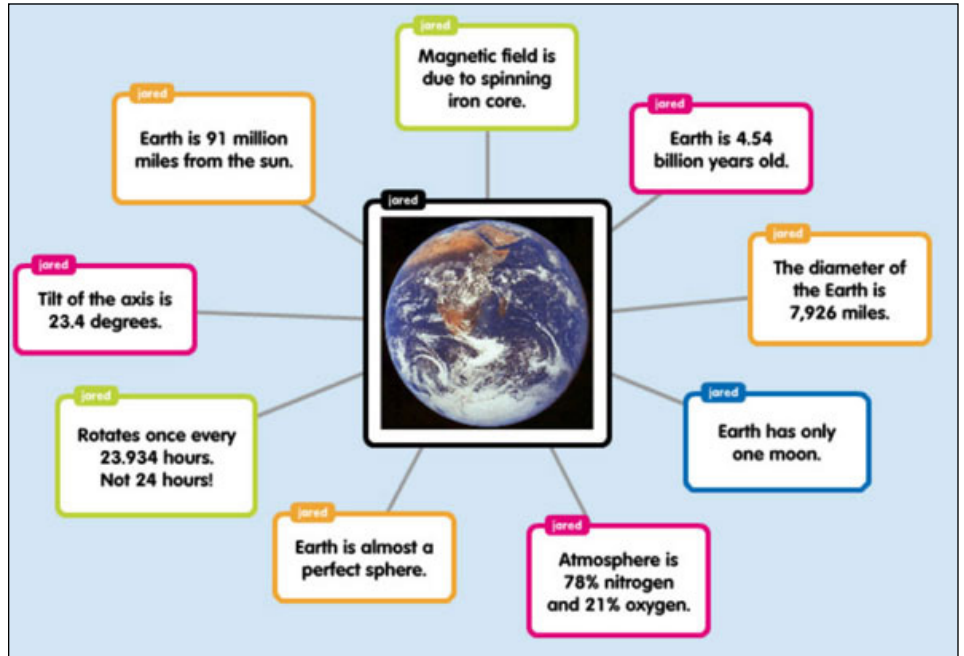 jared
Magnetic field is
due to spinning
iron core.
jared
Earth is 91 million
miles from the sun.
jared
Earth is 4.54
billion years old.
jared
jared
The diameter of
the Earth is
7,926 miles.
jared
Tilt of the axis is
23.4 degrees.
jared
Rotates once every
23.934 hours.
Not 24 hours!
jared
Earth has only
one moon.
jared
Earth is almost a
perfect sphere.
jared
Atmosphere is
78% nitrogen
and 21% oxygen.